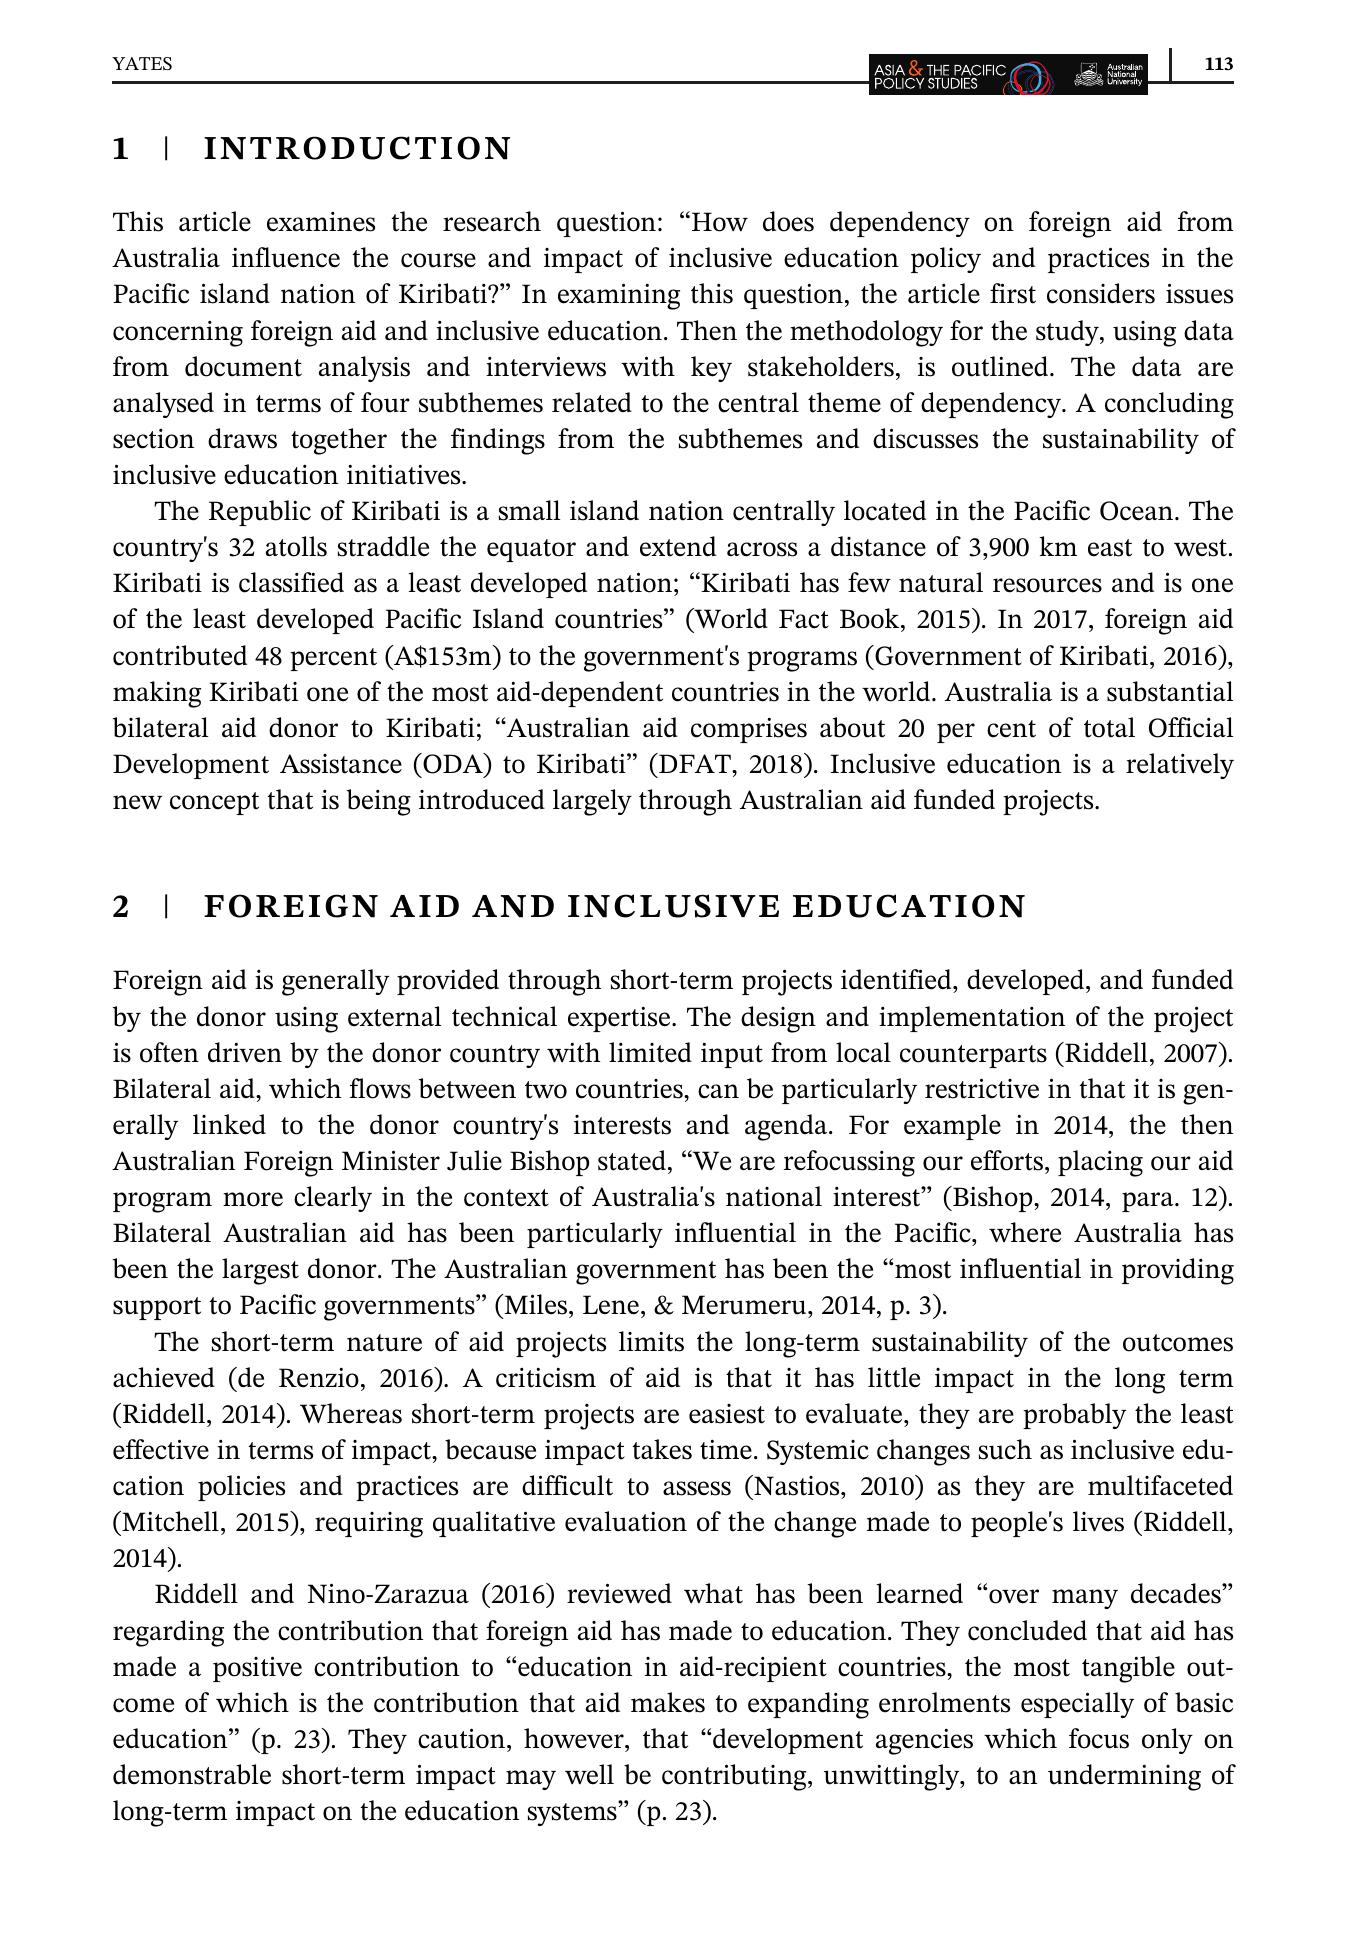 YATES
ASIA & THE PACIFIC
POLICY STUDIES
Australian
National
University
113
1 | INTRODUCTION
This article examines the research question: “How does dependency on foreign aid from
Australia influence the course and impact of inclusive education policy and practices in the
Pacific island nation of Kiribati?” In examining this question, the article first considers issues
concerning foreign aid and inclusive education. Then the methodology for the study, using data
from document analysis and interviews with key stakeholders, is outlined. The data are
analysed in terms of four subthemes related to the central theme of dependency. A concluding
section draws together the findings from the subthemes and discusses the sustainability of
inclusive education initiatives.
The Republic of Kiribati is a small island nation centrally located in the Pacific Ocean. The
country's 32 atolls straddle the equator and extend across a distance of 3,900 km east to west.
Kiribati is classified as a least developed nation; “Kiribati has few natural resources and is one
of the least developed Pacific Island countries” (World Fact Book, 2015). In 2017, foreign aid
contributed 48 percent (A$153m) to the government's programs (Government of Kiribati, 2016),
making Kiribati one of the most aid-dependent countries in the world. Australia is a substantial
bilateral aid donor to Kiribati; “Australian aid comprises about 20 per cent of total Official
Development Assistance (ODA) to Kiribati” (DFAT, 2018). Inclusive education is a relatively
new concept that is being introduced largely through Australian aid funded projects.
2 | FOREIGN AID AND INCLUSIVE EDUCATION
Foreign aid is generally provided through short-term projects identified, developed, and funded
by the donor using external technical expertise. The design and implementation of the project
is often driven by the donor country with limited input from local counterparts (Riddell, 2007).
Bilateral aid, which flows between two countries, can be particularly restrictive in that it is gen-
erally linked to the donor country's interests and agenda. For example in 2014, the then
Australian Foreign Minister Julie Bishop stated, “We are refocussing our efforts, placing our aid
program more clearly in the context of Australia's national interest” (Bishop, 2014, para. 12).
Bilateral Australian aid has been particularly influential in the Pacific, where Australia has
been the largest donor. The Australian government has been the “most influential in providing
support to Pacific governments” (Miles, Lene, & Merumeru, 2014, p. 3).
The short-term nature of aid projects limits the long-term sustainability of the outcomes
achieved (de Renzio, 2016). A criticism of aid is that it has little impact in the long term
(Riddell, 2014). Whereas short-term projects are easiest to evaluate, they are probably the least
effective in terms of impact, because impact takes time. Systemic changes such as inclusive edu-
cation policies and practices are difficult to assess (Nastios, 2010) as they are multifaceted
(Mitchell, 2015), requiring qualitative evaluation of the change made to people's lives (Riddell,
2014).
Riddell and Nino-Zarazua (2016) reviewed what has been learned “over many decades”
regarding the contribution that foreign aid has made to education. They concluded that aid has
made a positive contribution to “education in aid-recipient countries, the most tangible out-
come of which is the contribution that aid makes to expanding enrolments especially of basic
education” (p. 23). They caution, however, that “development agencies which focus only on
demonstrable short-term impact may well be contributing, unwittingly, to an undermining of
long-term impact on the education systems” (p. 23).